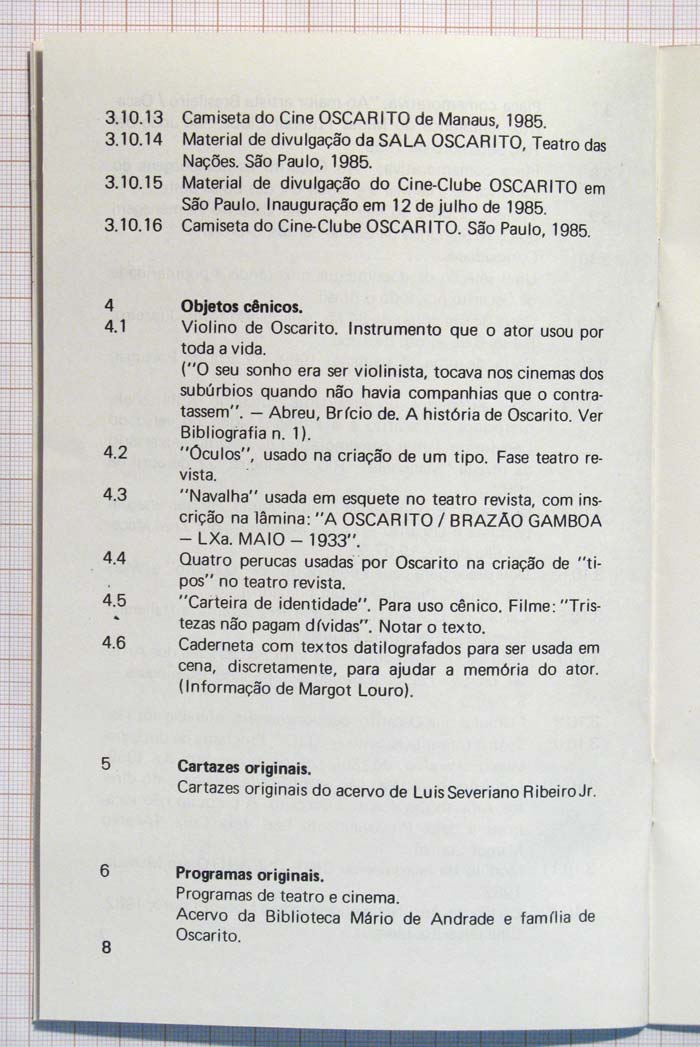 3.10.13 Camiseta do Cine OSCARITO de Manaus, 1985.
3.10.14 Material de divulgação da SALA OSCARITO, Teatro das
Nações. São Paulo, 1985.
3.10.15 Material de divulgação do Cine-Clube OSCARITO em
São Paulo. Inauguração em 12 de julho de 1985.
3.10.16 Camiseta do Cine-Clube OSCARITO. São Paulo, 1985.
4 Objetos cênicos.
4.1 Violino de Oscarito. Instrumento que o ator usou por
toda a vida.
("O seu sonho era ser violinista, tocava nos cinemas dos
subúrbios quando não havia companhias que o contra-
tassem". — Abreu, Brício de. A história de Oscarito. Ver
Bibliografia n. 1).
4.2 "Óculos", usado na criação de um tipo. Fase teatro re-
vista.
4.3 "Navalha" usada em esquete no teatro revista, com ins-
crição na lâmina: "A OSCARITO / BRAZÃO GAMBOA
— LXa. MAIO — 1933".
4.4 Quatro perucas usadas por Oscarito na criação de "ti-
pos" no teatro revista.
4.5 "Carteira de identidade". Para uso cênico. Filme: "Tris-
tezas não pagam dívidas". Notar o texto.
4.6 Caderneta com textos datilografados para ser usada em
cena, discretamente, para ajudar a memória do ator.
(Informação de Margot Louro).
5 Cartazes originais.
Cartazes originais do acervo de Luis Severiano Ribeiro Jr.
6 Programas originais.
Programas de teatro e cinema.
Acervo da Biblioteca Mário de Andrade e família de
Oscarito.
8